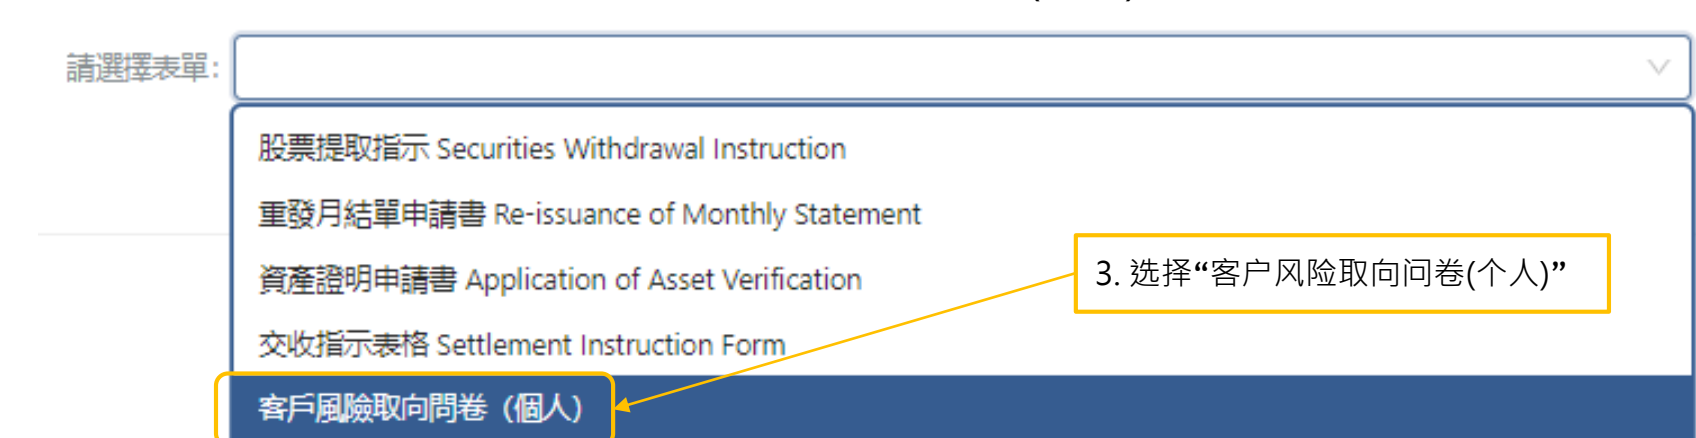 請選擇表單:
股票提取指示 Securities Withdrawal Instruction
重發月結單申請書 Re-issuance of Monthly Statement
資產證明申請書 Application of Asset Verification
3. 选择“客户风险取向问卷(个人)”
交收指示表格 Settlement Instruction Form
客戶風險取向問卷（個人）